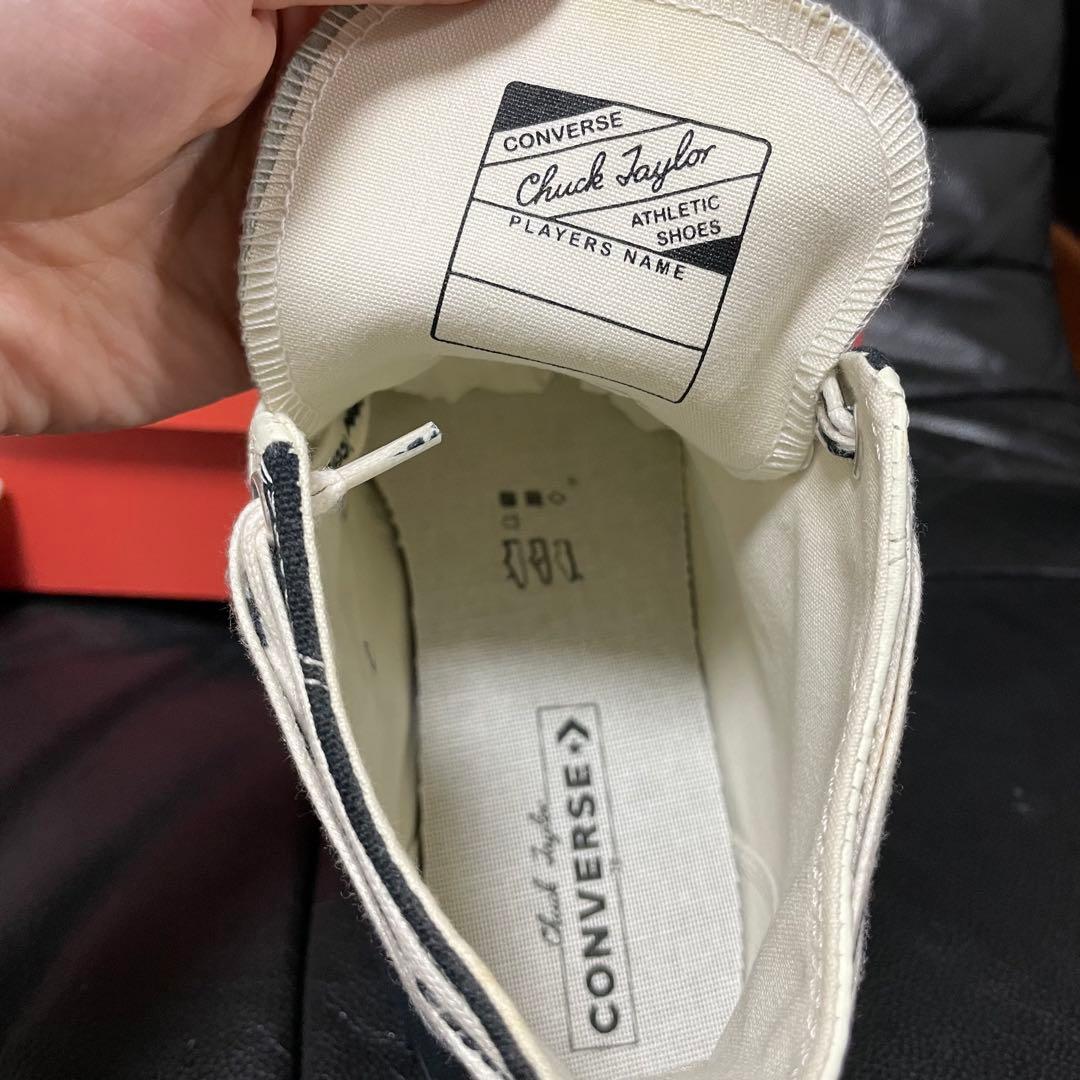 CONVERSE
Chuck Taylor
ATHLETIC
SHOES
PLAYERS NAME
Chuck Taylor
CONVERSE